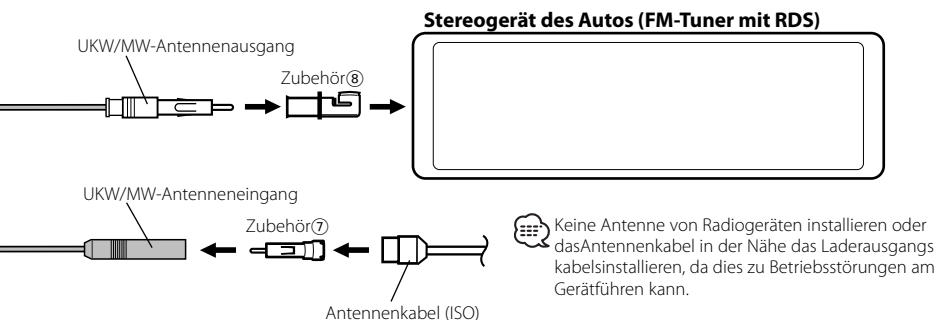 Stereogerät des Autos (FM-Tuner mit RDS)
UKW/MW-Antennenausgang
Zubehör⑧
UKW/MW-Antenneneingang
Zubehör⑦
Antennenkabel (ISO)
Keine Antenne von Radiogeräten installieren oder
dasAntennenkabel in der Nähe das Laderausgangs
kabelsinstallieren, da dies zu Betriebsstörungen am
Gerätführen kann.